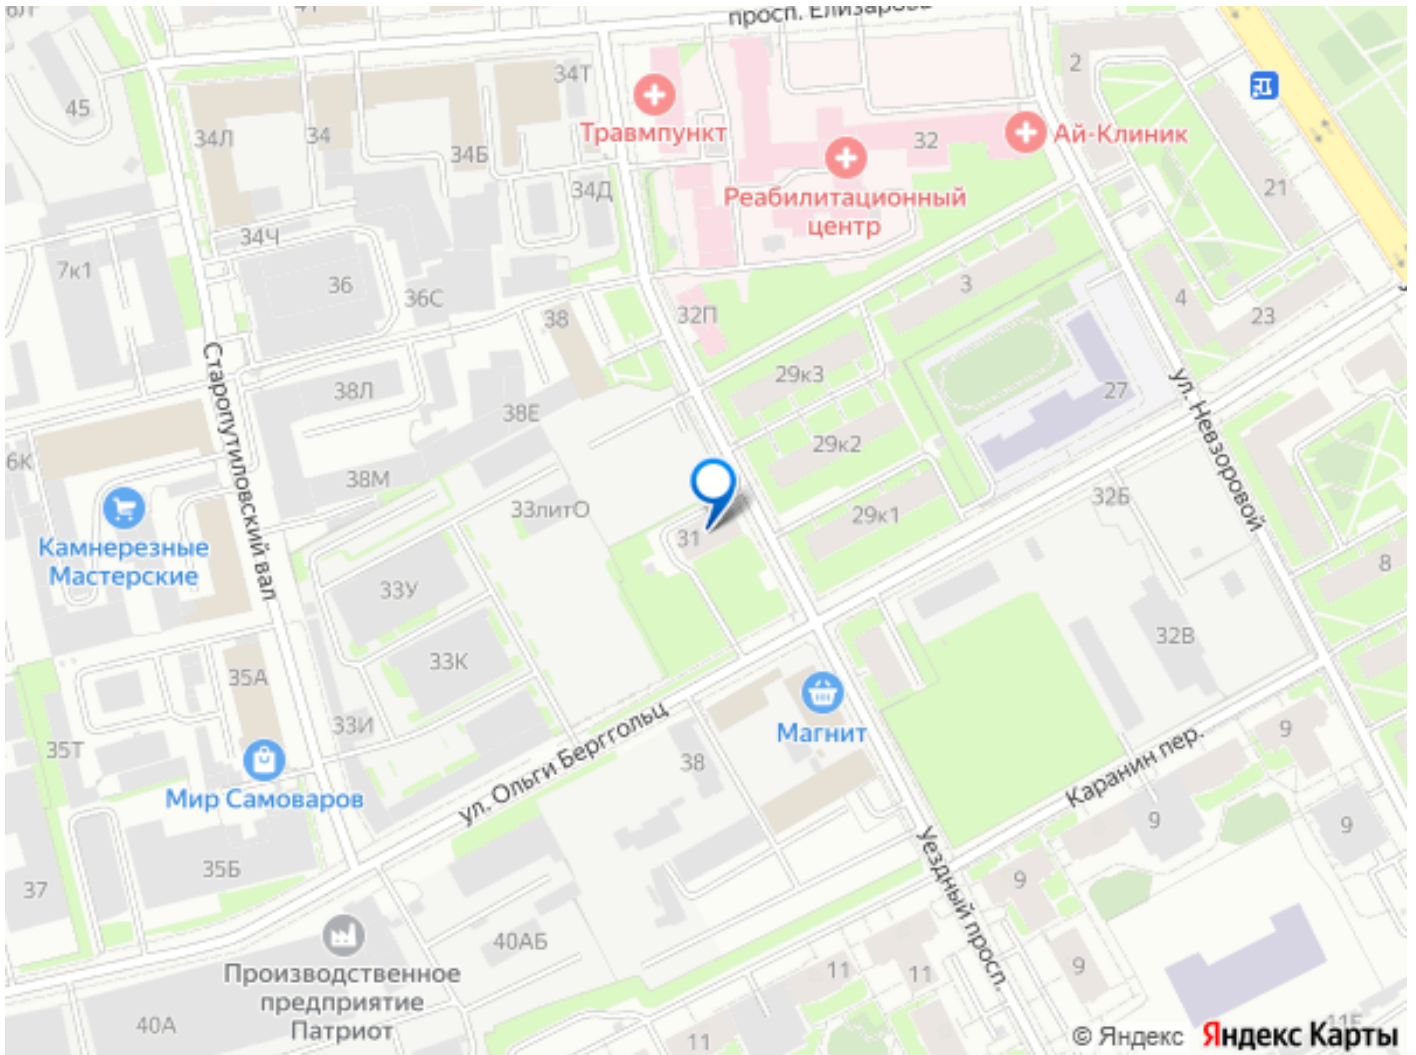 просп. Елизарова
34Т
2
45
34Л
34
34Б
Травмпункт
32
Ай-Клиник
34Д
Реабилитационный
центр
21
34Ч
7к1
36
36С
3
4
38
32П
23
Старопутиловский вал
38Л
29к3
27
ул. Невзоровой
38Е
29к2
6К
38М
33литО
32Б
29к1
Камнерезные
Мастерские
31
8
33У
33К
32В
35А
33И
Магнит
9
35Т
ул. Ольги Берггольц
38
Каранин пер.
Мир Самоваров
9
9
35Б
Уездный просп.
37
9
40АБ
Производственное
предприятие
Патриот
11
11
9
40А
11
© Яндекс Яндекс Карты